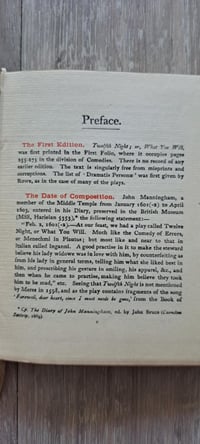 Preface.
The First Edition. Twelfth Night; or, What You Will,
was first printed in the First Folio, where it occupies pages
255-275 in the division of Comedies. There is no record of any
earlier edition. The text is singularly free from misprints and
corruptions. The list of 'Dramatis Personæ' was first given by
Rowe, as in the case of many of the plays.
The Date of Composition. John Manningham, a
member of the Middle Temple from January 1601(-2) to April
1603, entered in his Diary, preserved in the British Museum
(MSS. Harleian 5353), the following statement:—
"Feb. 2, 1601(-2).—At our feast, we had a play called Twelve
Night, or What You Will. Much like the Comedy of Errors,
or Menechmi in Plautus; but most like and near to that in
Italian called Inganni. A good practise in it to make the steward
believe his lady widowe was in love with him, by counterfeiting as
from his lady in general terms, telling him what she liked best in
him, and prescribing his gesture in smiling, his apparel, &c., and
then when he came to practise, making him believe they took
him to be mad," etc. Seeing that Twelfth Night is not mentioned
by Meres in 1598, and as the play contains fragments of the song
'Farewell, dear heart, since I must needs be gone,' from the Book of
* Cp. The Diary of John Manningham, ed. by John Bruce (Camden
Society, 1868)